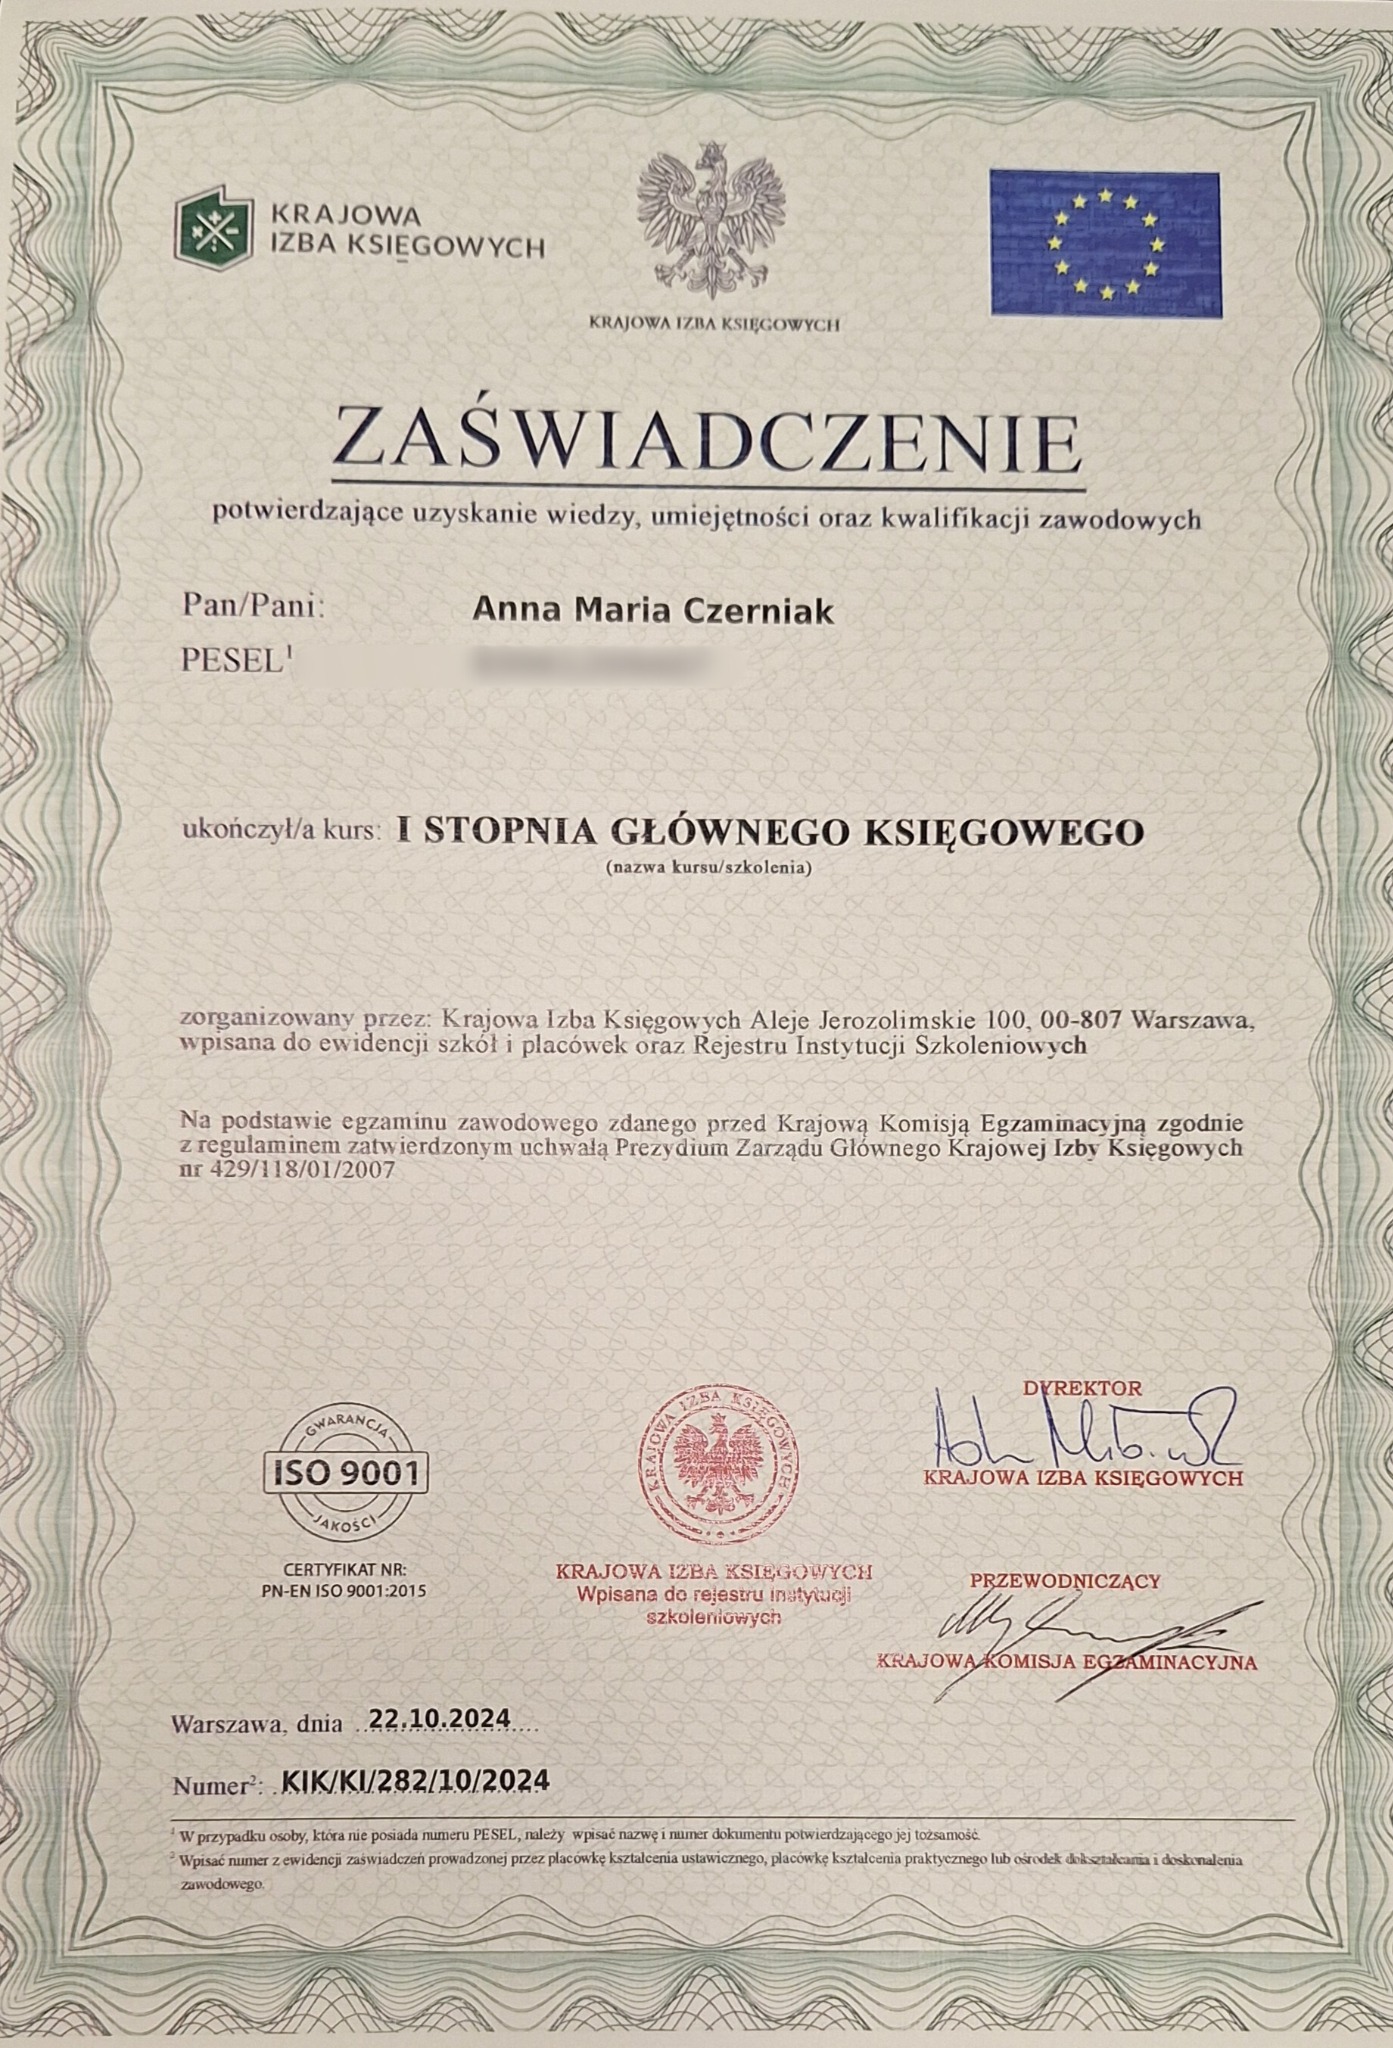 KRAJOWA
IZBA KSIĘGOWYCH
KRAJOWA IZBA KSIĘGOWYCH
ZAŚWIADCZENIE
potwierdzające uzyskanie wiedzy, umiejętności oraz kwalifikacji zawodowych
Pan/Pani: Anna Maria Czerniak
PESEL¹
ukończył/a kurs: I STOPNIA GŁÓWNEGO KSIĘGOWEGO
(nazwa kursu/szkolenia)
zorganizowany przez: Krajowa Izba Księgowych Aleje Jerozolimskie 100, 00-807 Warszawa,
wpisana do ewidencji szkół i placówek oraz Rejestru Instytucji Szkoleniowych
Na podstawie egzaminu zawodowego zdanego przed Krajową Komisją Egzaminacyjną zgodnie
z regulaminem zatwierdzonym uchwałą Prezydium Zarządu Głównego Krajowej Izby Księgowych
nr 429/118/01/2007
GWARANCJA
ISO 9001
JAKOŚCI
CERTYFIKAT NR:
PN-EN ISO 9001:2015
KRAJOWA IZBA KSIĘGOWYCH
KRAJOWA IZBA KSIĘGOWYCH
Wpisana do rejestru instytucji
szkoleniowych
DYREKTOR
KRAJOWA IZBA KSIĘGOWYCH
PRZEWODNICZĄCY
KRAJOWA KOMISJA EGZAMINACYJNA
Warszawa, dnia 22.10.2024
Numer²: KIK/KI/282/10/2024
¹ W przypadku osoby, która nie posiada numeru PESEL, należy wpisać nazwę i numer dokumentu potwierdzającego jej tożsamość.
² Wpisać numer z ewidencji zaświadczeń prowadzonej przez placówkę kształcenia ustawicznego, placówkę kształcenia praktycznego lub ośrodek dokształcania i doskonalenia
zawodowego.